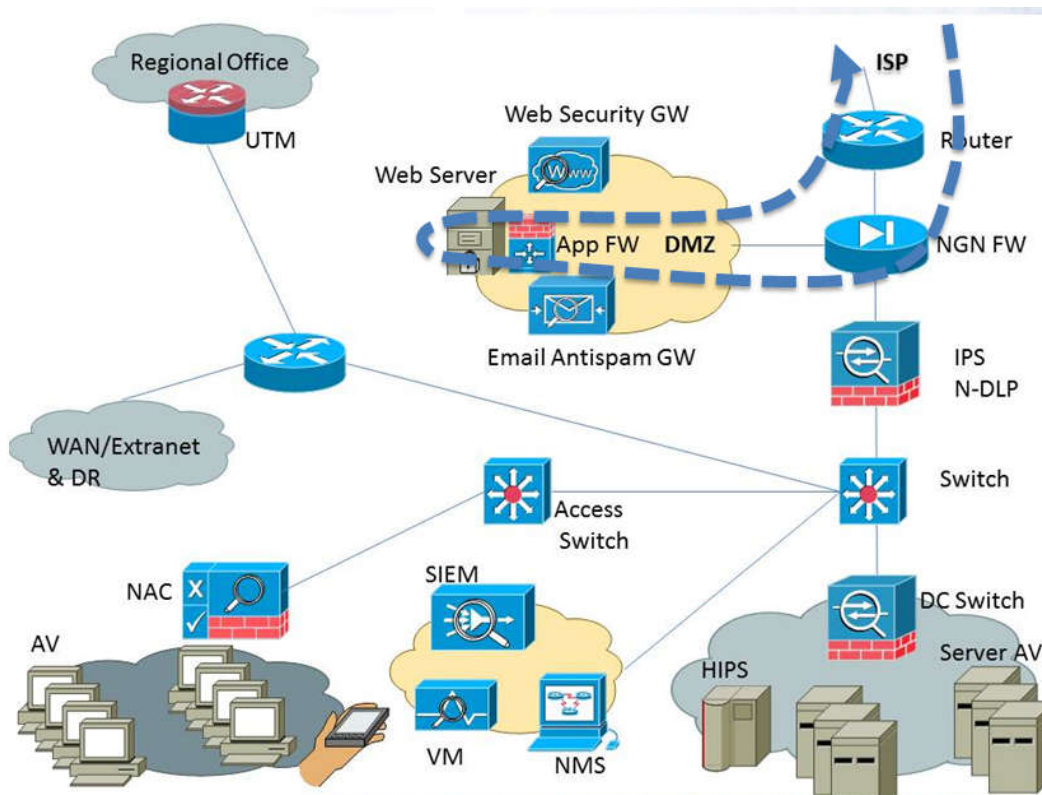 Regional Office
UTM
ISP
Web Security GW
Router
Web Server
WWW
App FW
DMZ
NGN FW
Email Antispam GW
IPS
N-DLP
WAN/Extranet
& DR
Switch
Access
Switch
NAC
X
SIEM
DC Switch
AV
HIPS
Server AV
VM
NMS